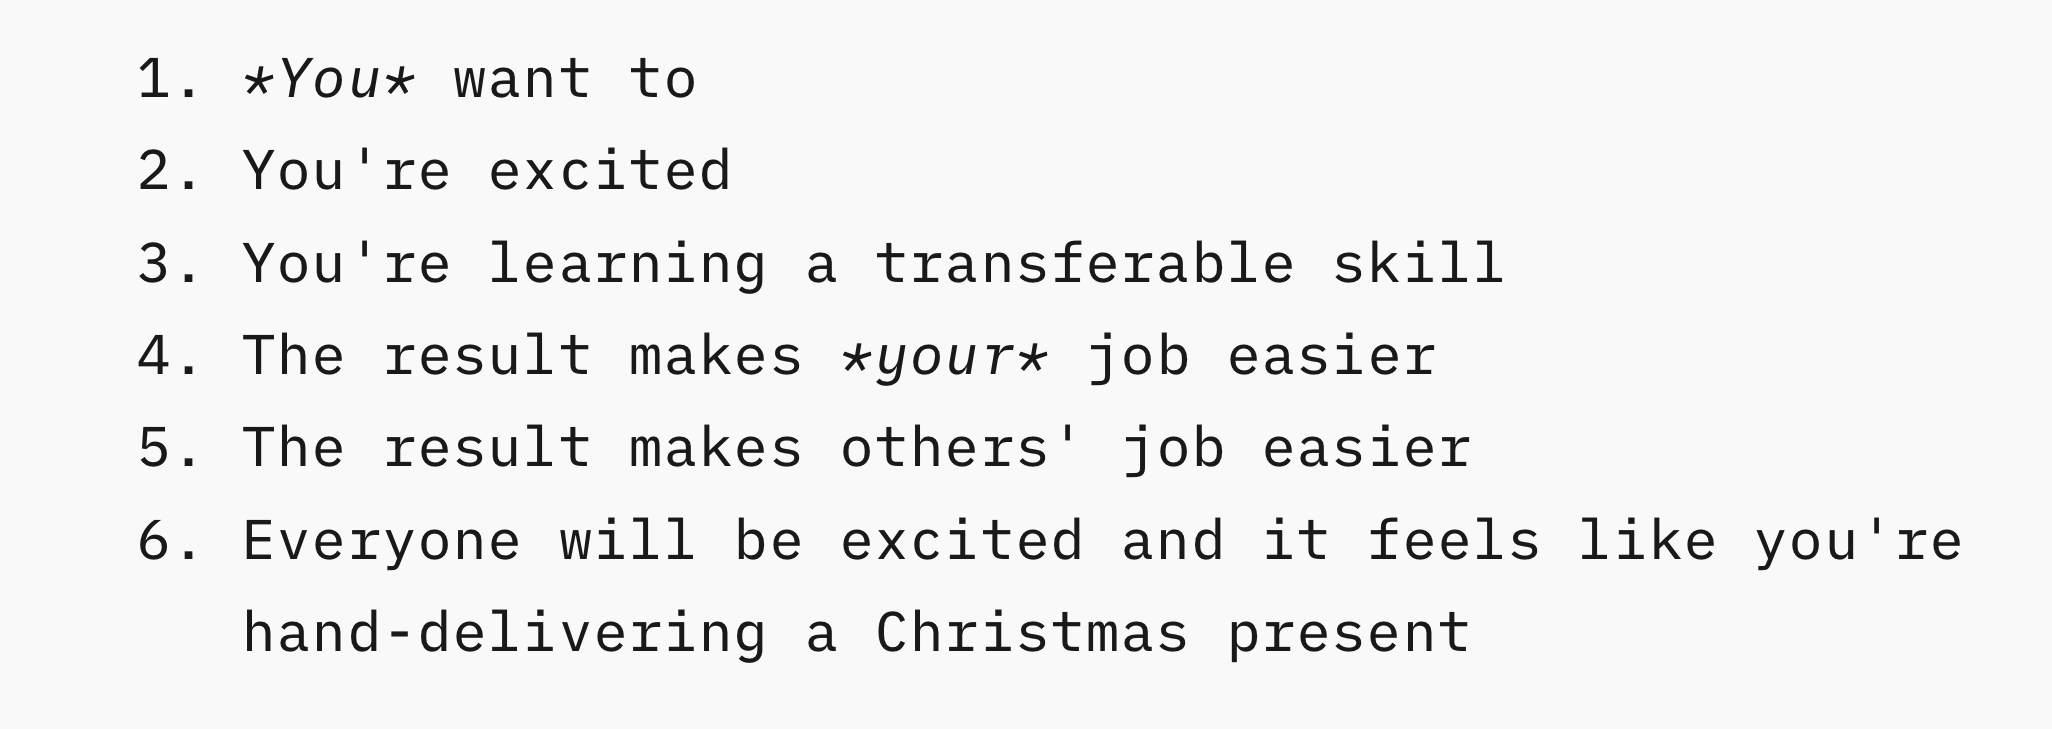 1. *You* want to
2. You're excited
3. You're learning a transferable skill
4. The result makes *your* job easier
5. The result makes others' job easier
6. Everyone will be excited and it feels like you're
hand-delivering a Christmas present